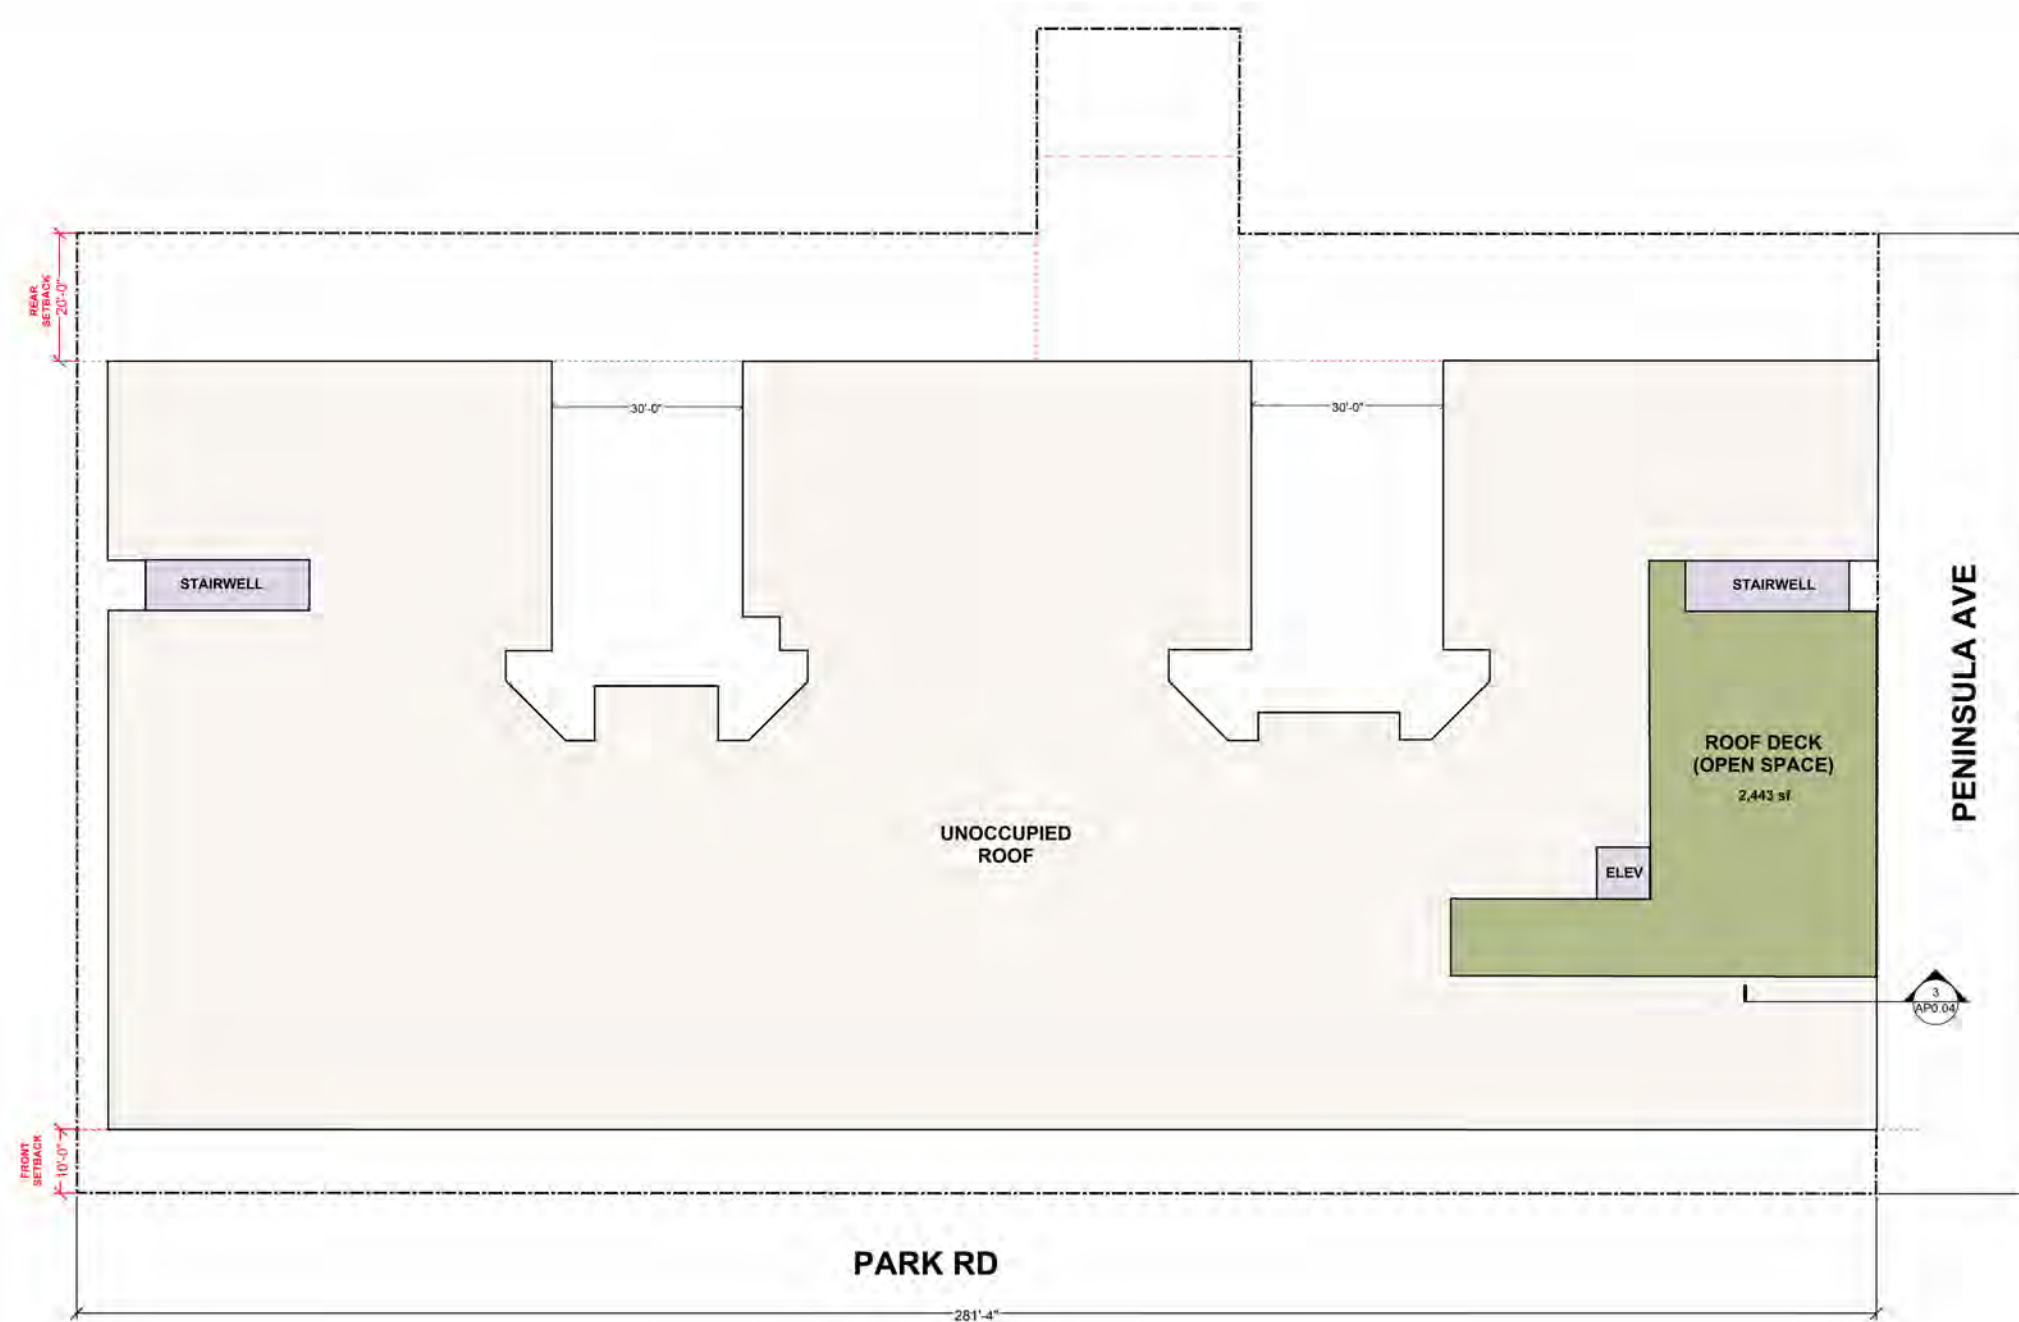 REAR
SETBACK
20'-0"
30'-0"
30'-0"
STAIRWELL
STAIRWELL
PENINSULA AVE
ROOF DECK
(OPEN SPACE)
2,443 sf
UNOCCUPIED
ROOF
ELEV
3
AP0.04
FRONT
SETBACK
10'-0"
PARK RD
281'-4"